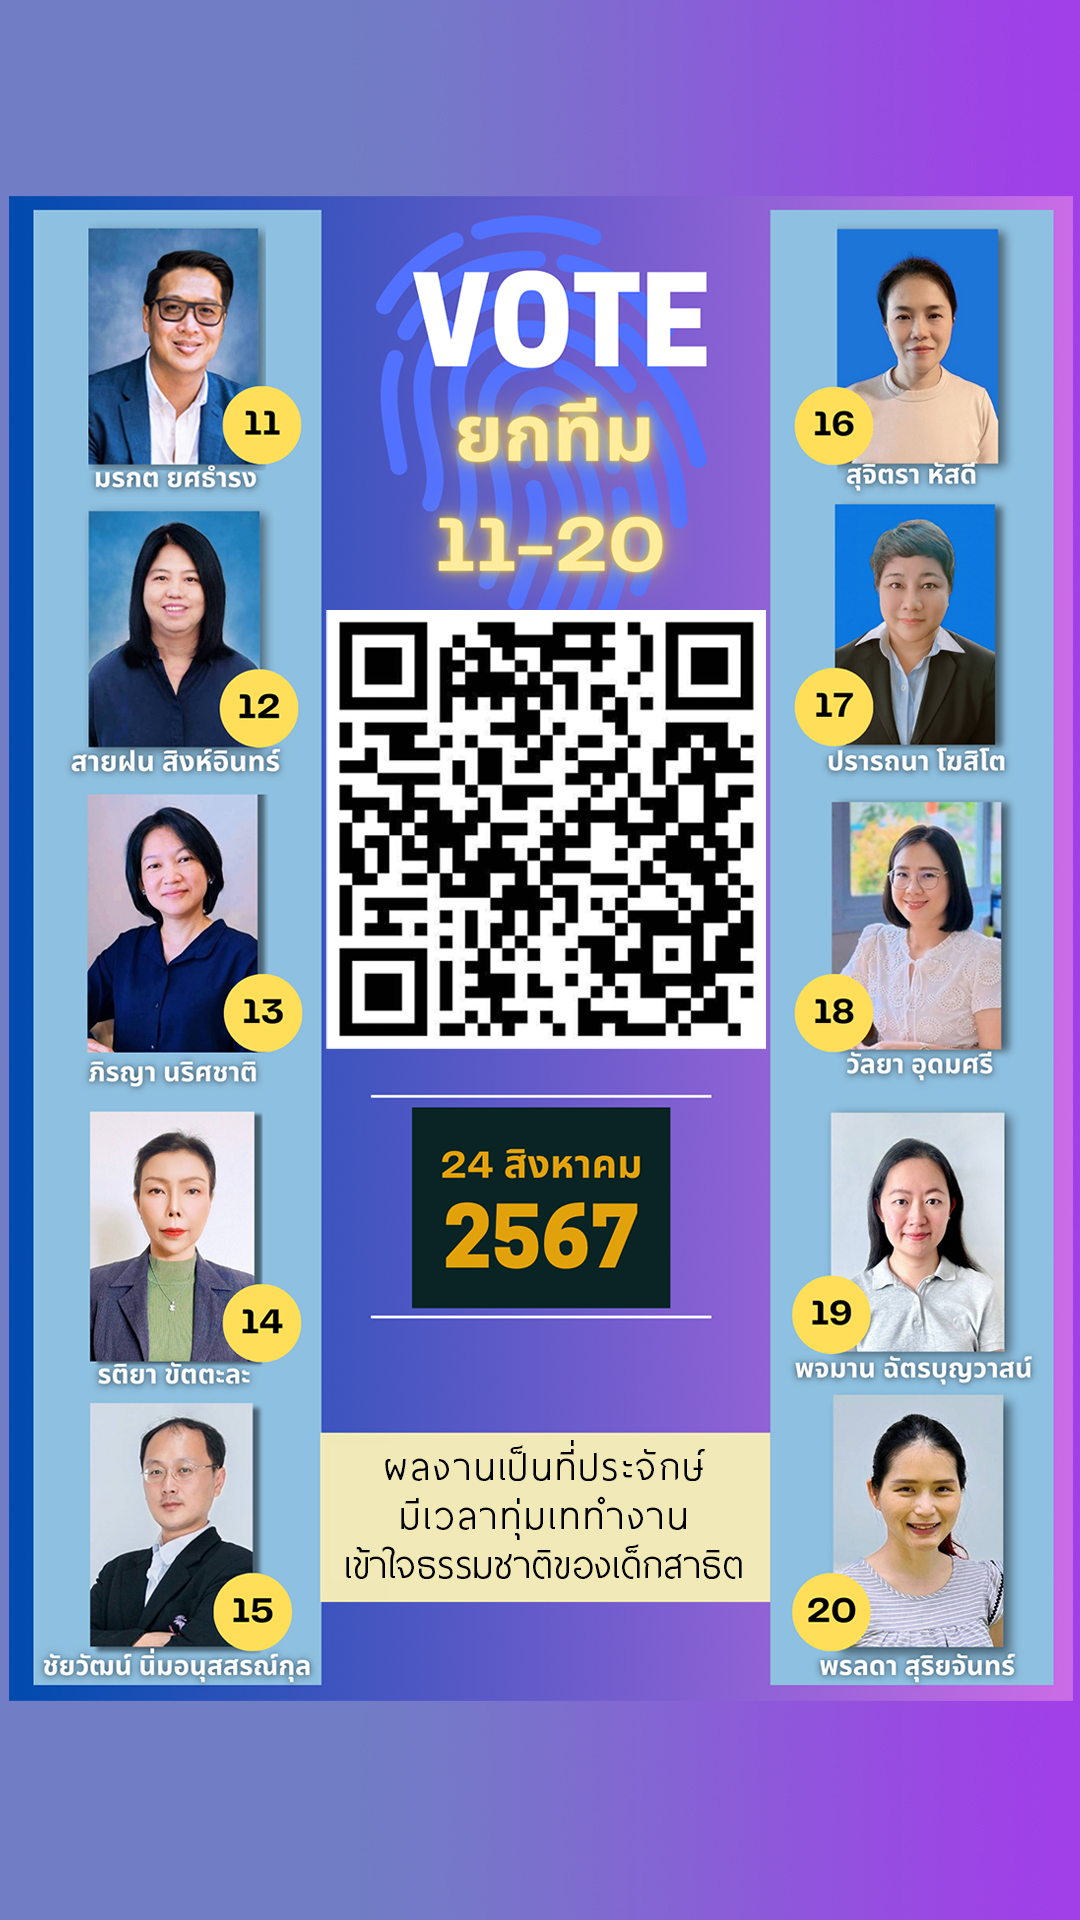 VOTE
ยกทีม
11-20
11
มรกต ยศธำรง
12
สายฝน สิงห์อินทร์
13
ภิรญา นริศชาติ
14
รติยา ขัตตะละ
15
ชัยวัฒน์ นิ่มอนุสสรณ์กุล
16
สุจิตรา หัสดี
17
ปรารถนา โฆสิโต
18
วัลยา อุดมศรี
19
พจมาน ฉัตรบุญวาสน์
20
พรลดา สุริยจันทร์
24 สิงหาคม
2567
ผลงานเป็นที่ประจักษ์
มีเวลาทุ่มเททำงาน
เข้าใจธรรมชาติของเด็กสาธิต